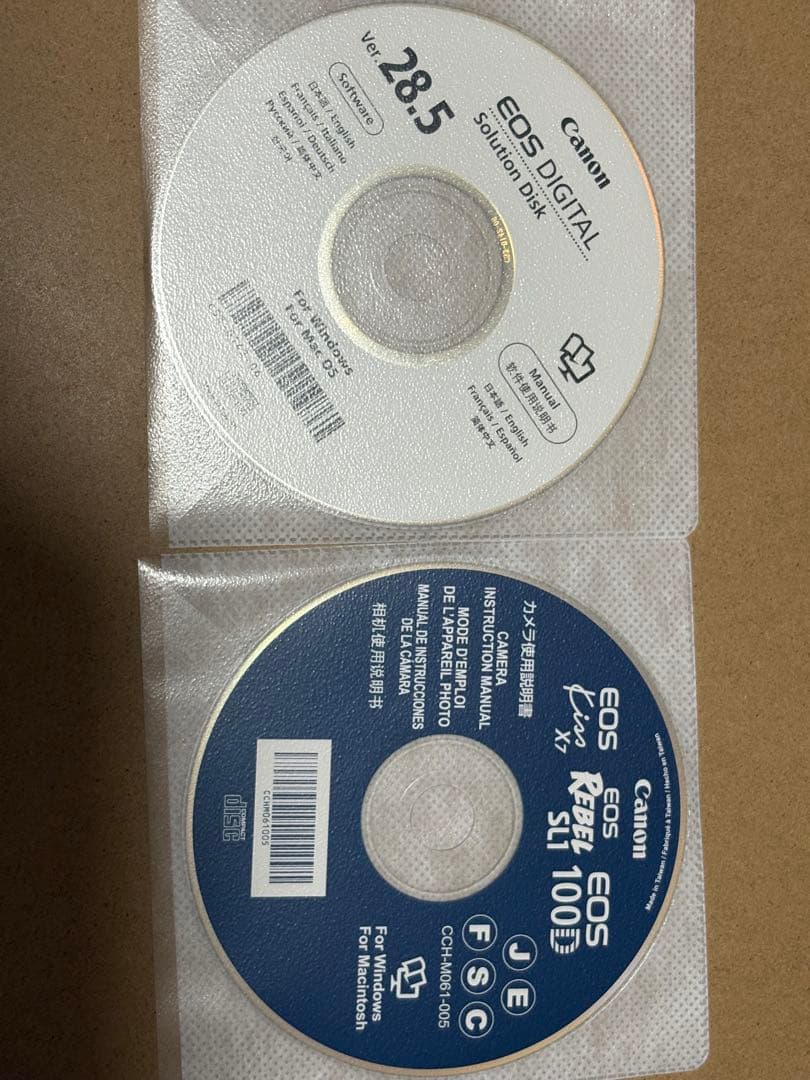 Canon
EOS DIGITAL
Solution Disk
Ver.28.5
Software
日本語 / English
Français / Italiano
Español / Deutsch
Русский / 简体中文
한국어
For Windows
For Mac OS
Manual
软件使用说明书
日本語 / English
Français / Español
简体中文
Canon
Made in Taiwan / Fabriqué à Taïwan / Hecho en Taiwan
EOS Kiss X7
EOS REBEL SL1
EOS 100D
カメラ使用説明書
CAMERA
INSTRUCTION MANUAL
MODE D'EMPLOI
DE L'APPAREIL PHOTO
MANUAL DE INSTRUCCIONES
DE LA CÁMARA
相机使用说明书
J E
F S C
CCH-M061-005
For Windows
For Macintosh
CCHM061005
COMPACT
disc